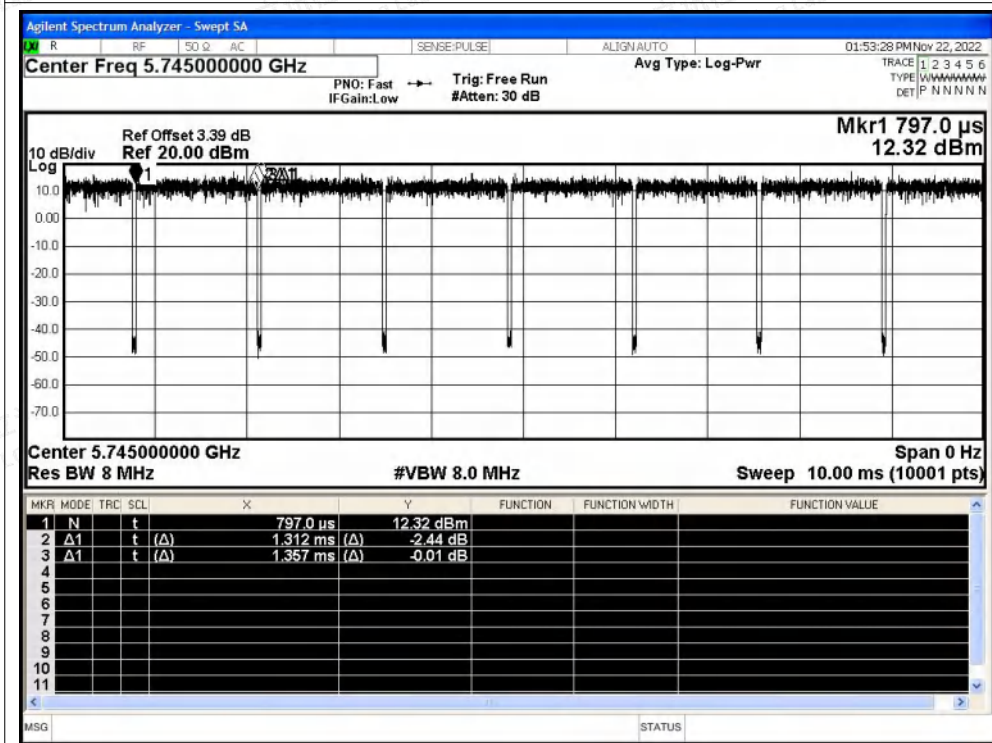 Agilent Spectrum Analyzer - Swept SA
LXI R RF 50 Ω AC SENSE:PULSE ALIGN AUTO 01:53:28 PM Nov 22, 2022
Center Freq 5.745000000 GHz Avg Type: Log-Pwr TRACE 1 2 3 4 5 6
PNO: Fast Trig: Free Run TYPE WWWWWW
IFGain:Low #Atten: 30 dB DET P N N N N N
Mkr1 797.0 µs
12.32 dBm
Ref Offset 3.39 dB
10 dB/div Ref 20.00 dBm
Log
1
10.0
0.00
-10.0
-20.0
-30.0
-40.0
-50.0
-60.0
-70.0
Center 5.745000000 GHz Span 0 Hz
Res BW 8 MHz #VBW 8.0 MHz Sweep 10.00 ms (10001 pts)
MKR MODE TRC SCL X Y FUNCTION FUNCTION WIDTH FUNCTION VALUE
1 N t 797.0 µs 12.32 dBm
2 Δ1 t (Δ) 1.312 ms (Δ) -2.44 dB
3 Δ1 t (Δ) 1.357 ms (Δ) -0.01 dB
4
5
6
7
8
9
10
11
MSG STATUS